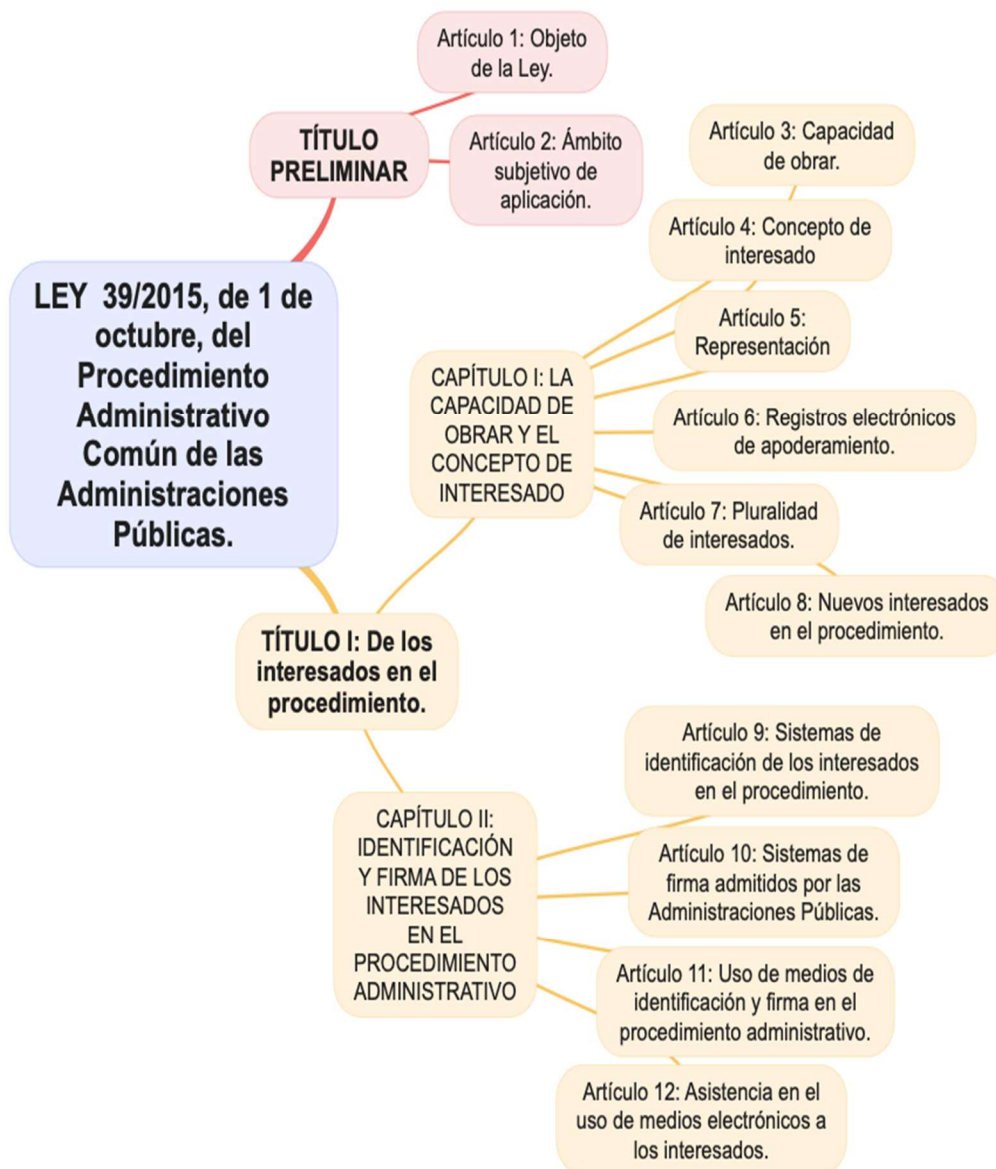 LEY 39/2015, de 1 de
octubre, del
Procedimiento
Administrativo
Común de las
Administraciones
Públicas.
TÍTULO
PRELIMINAR
Artículo 1: Objeto
de la Ley.
Artículo 2: Ámbito
subjetivo de
aplicación.
TÍTULO I: De los
interesados en el
procedimiento.
CAPÍTULO I: LA
CAPACIDAD DE
OBRAR Y EL
CONCEPTO DE
INTERESADO
Artículo 3: Capacidad
de obrar.
Artículo 4: Concepto de
interesado
Artículo 5:
Representación
Artículo 6: Registros electrónicos
de apoderamiento.
Artículo 7: Pluralidad
de interesados.
Artículo 8: Nuevos interesados
en el procedimiento.
CAPÍTULO II:
IDENTIFICACIÓN
Y FIRMA DE LOS
INTERESADOS
EN EL
PROCEDIMIENTO
ADMINISTRATIVO
Artículo 9: Sistemas de
identificación de los interesados
en el procedimiento.
Artículo 10: Sistemas de
firma admitidos por las
Administraciones Públicas.
Artículo 11: Uso de medios de
identificación y firma en el
procedimiento administrativo.
Artículo 12: Asistencia en el
uso de medios electrónicos a
los interesados.